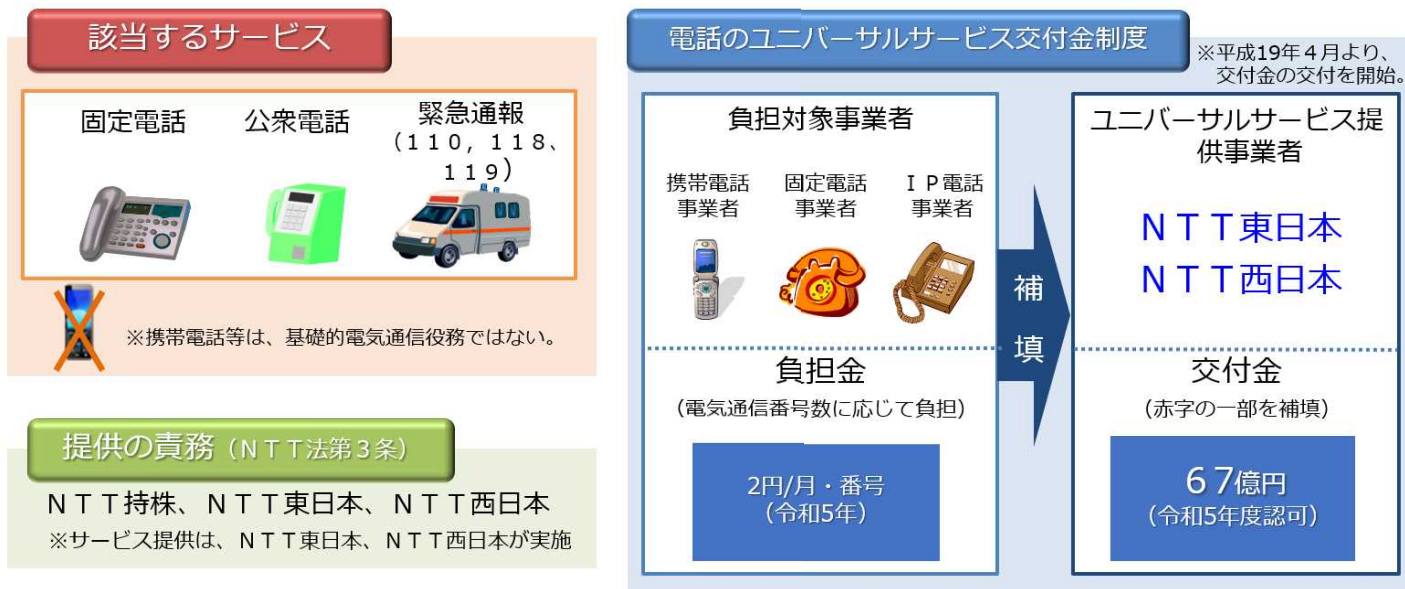 該当するサービス
固定電話
公衆電話
緊急通報
(110, 118、
119)
※携帯電話等は、基礎的電気通信役務ではない。
提供の責務(NTT法第3条)
NTT持株、NTT東日本、NTT西日本
※サービス提供は、NTT東日本、NTT西日本が実施
電話のユニバーサルサービス交付金制度
※平成19年4月より、
交付金の交付を開始。
負担対象事業者
携帯電話
事業者
固定電話
事業者
IP電話
事業者
負担金
(電気通信番号数に応じて負担)
2円/月・番号
(令和5年)
補
填
ユニバーサルサービス提
供事業者
NTT東日本
NTT西日本
交付金
(赤字の一部を補填)
67億円
(令和5年度認可)